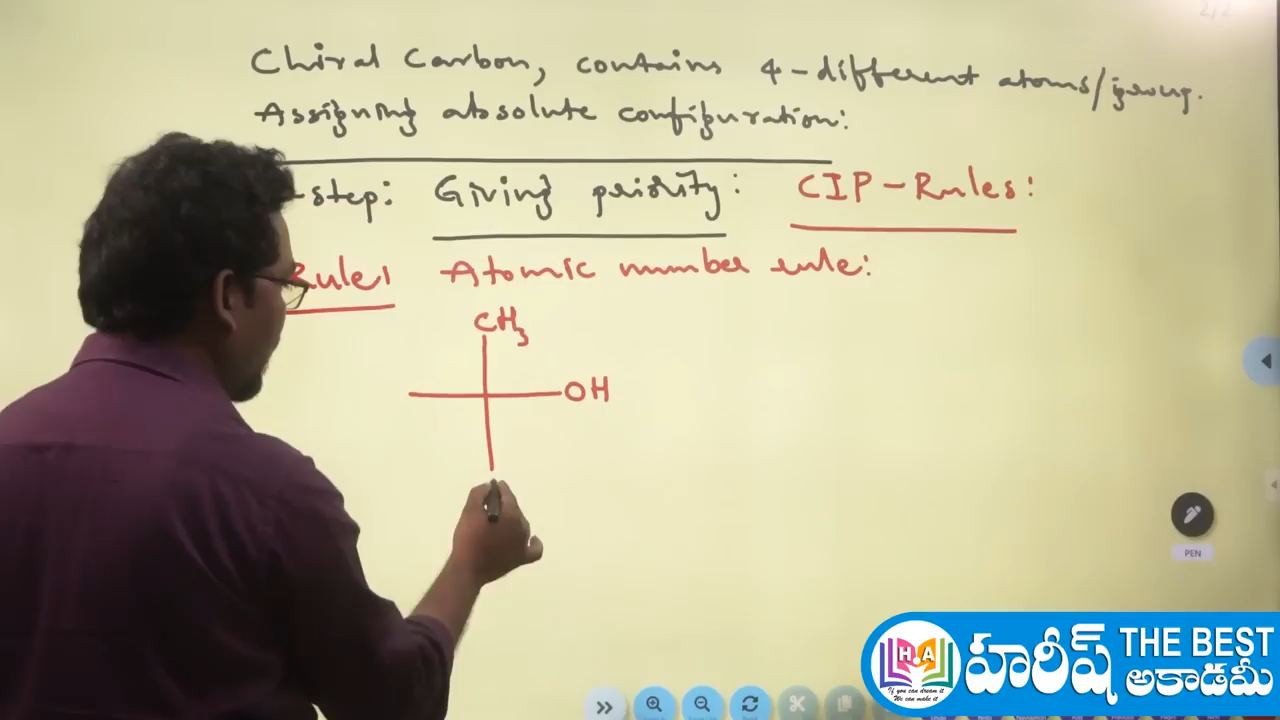 Chiral Carbon, contains 4-different atoms/group.
Assigning absolute configuration:
-step: Giving priority: CIP-Rules:
Rule1 Atomic number rule:
CH3
OH
PEN
HA
If you can dream it
We can make it
హరీష్ THE BEST
అకాడమీ